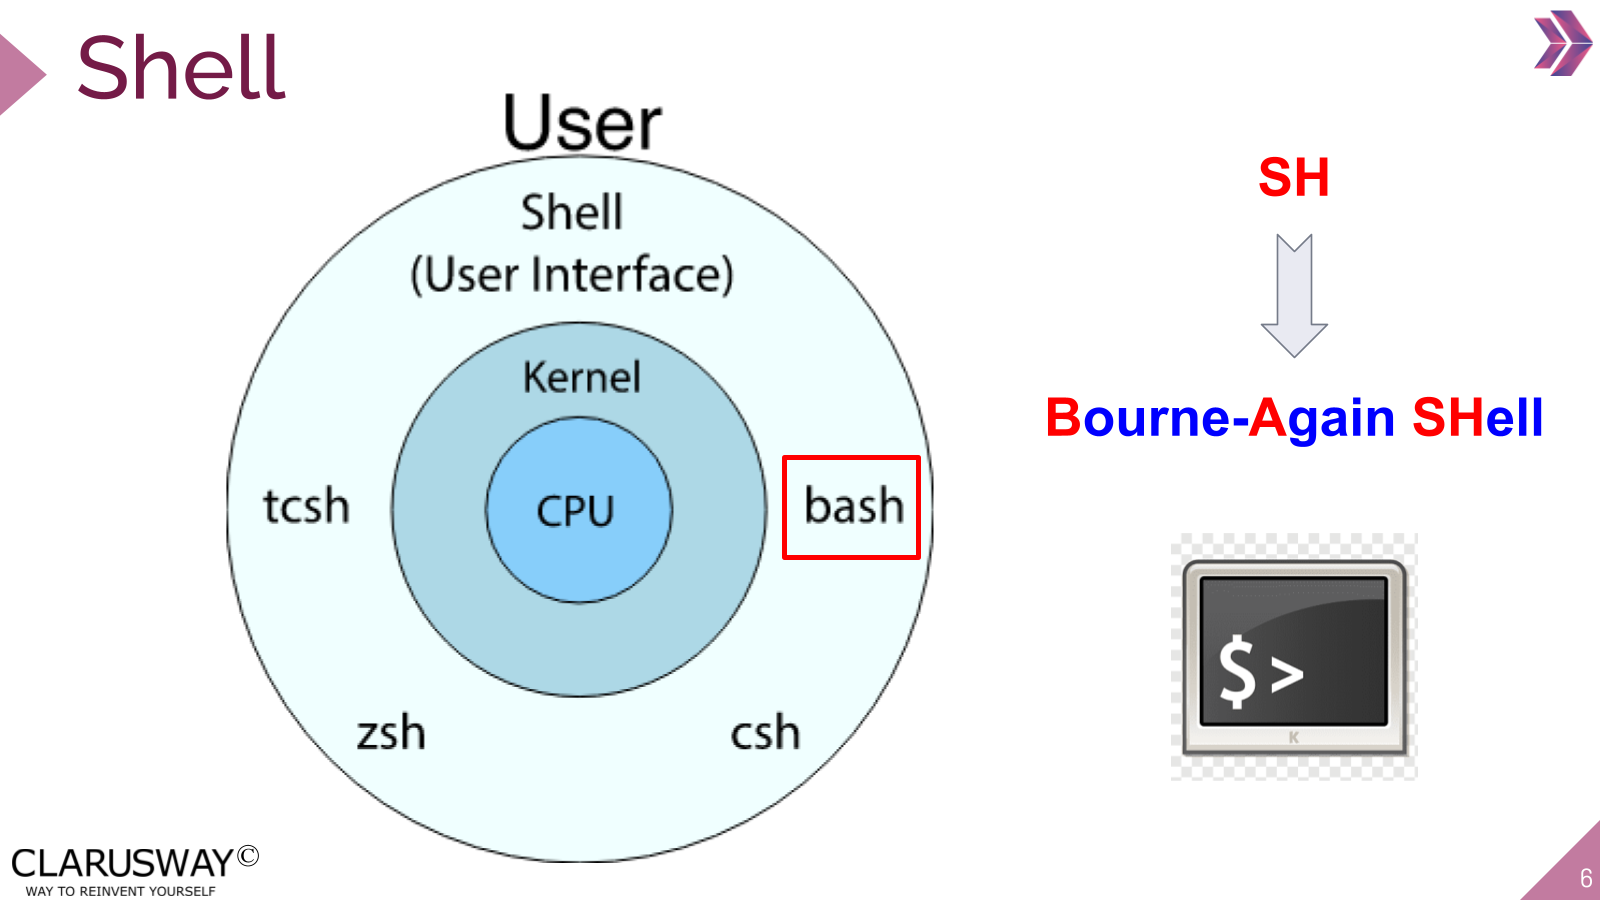 Shell
User
Shell
(User Interface)
Kernel
CPU
tcsh
bash
zsh
csh
SH
Bourne-Again SHell
$ >
K
CLARUSWAY©
WAY TO REINVENT YOURSELF
6